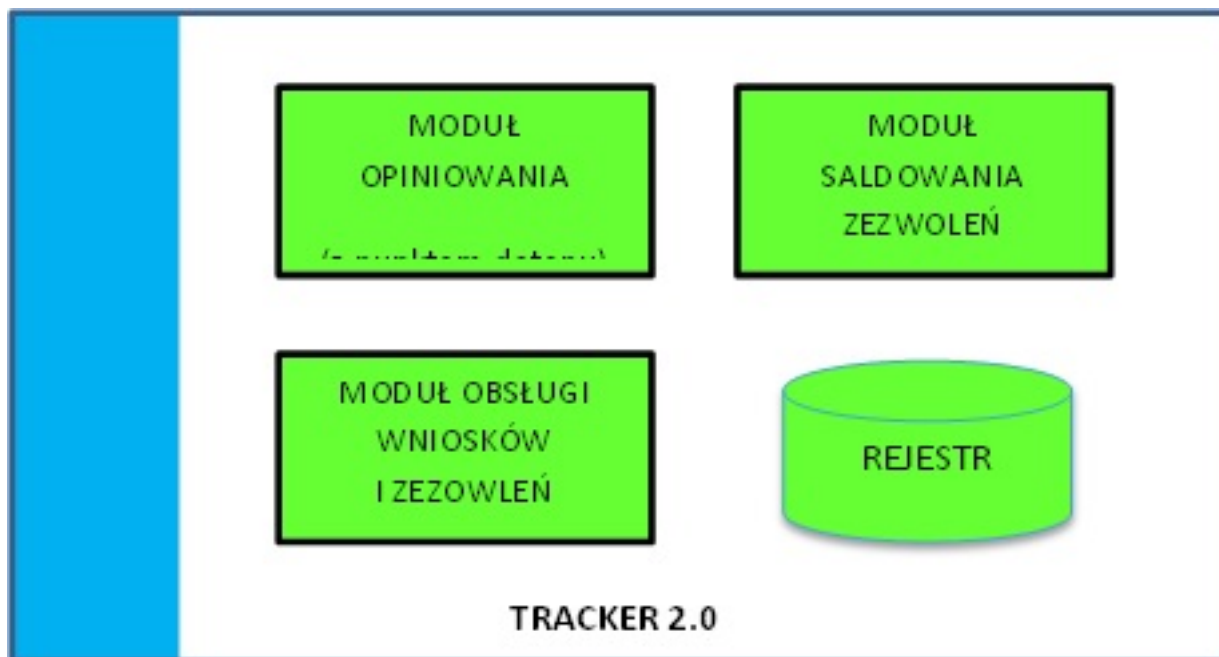 MODUŁ
OPINIOWANIA
MODUŁ
SALDOWANIA
ZEZWOLEŃ
MODUŁ OBSŁUGI
WNIOSKÓW
I ZEZOWLEŃ
REJESTR
TRACKER 2.0